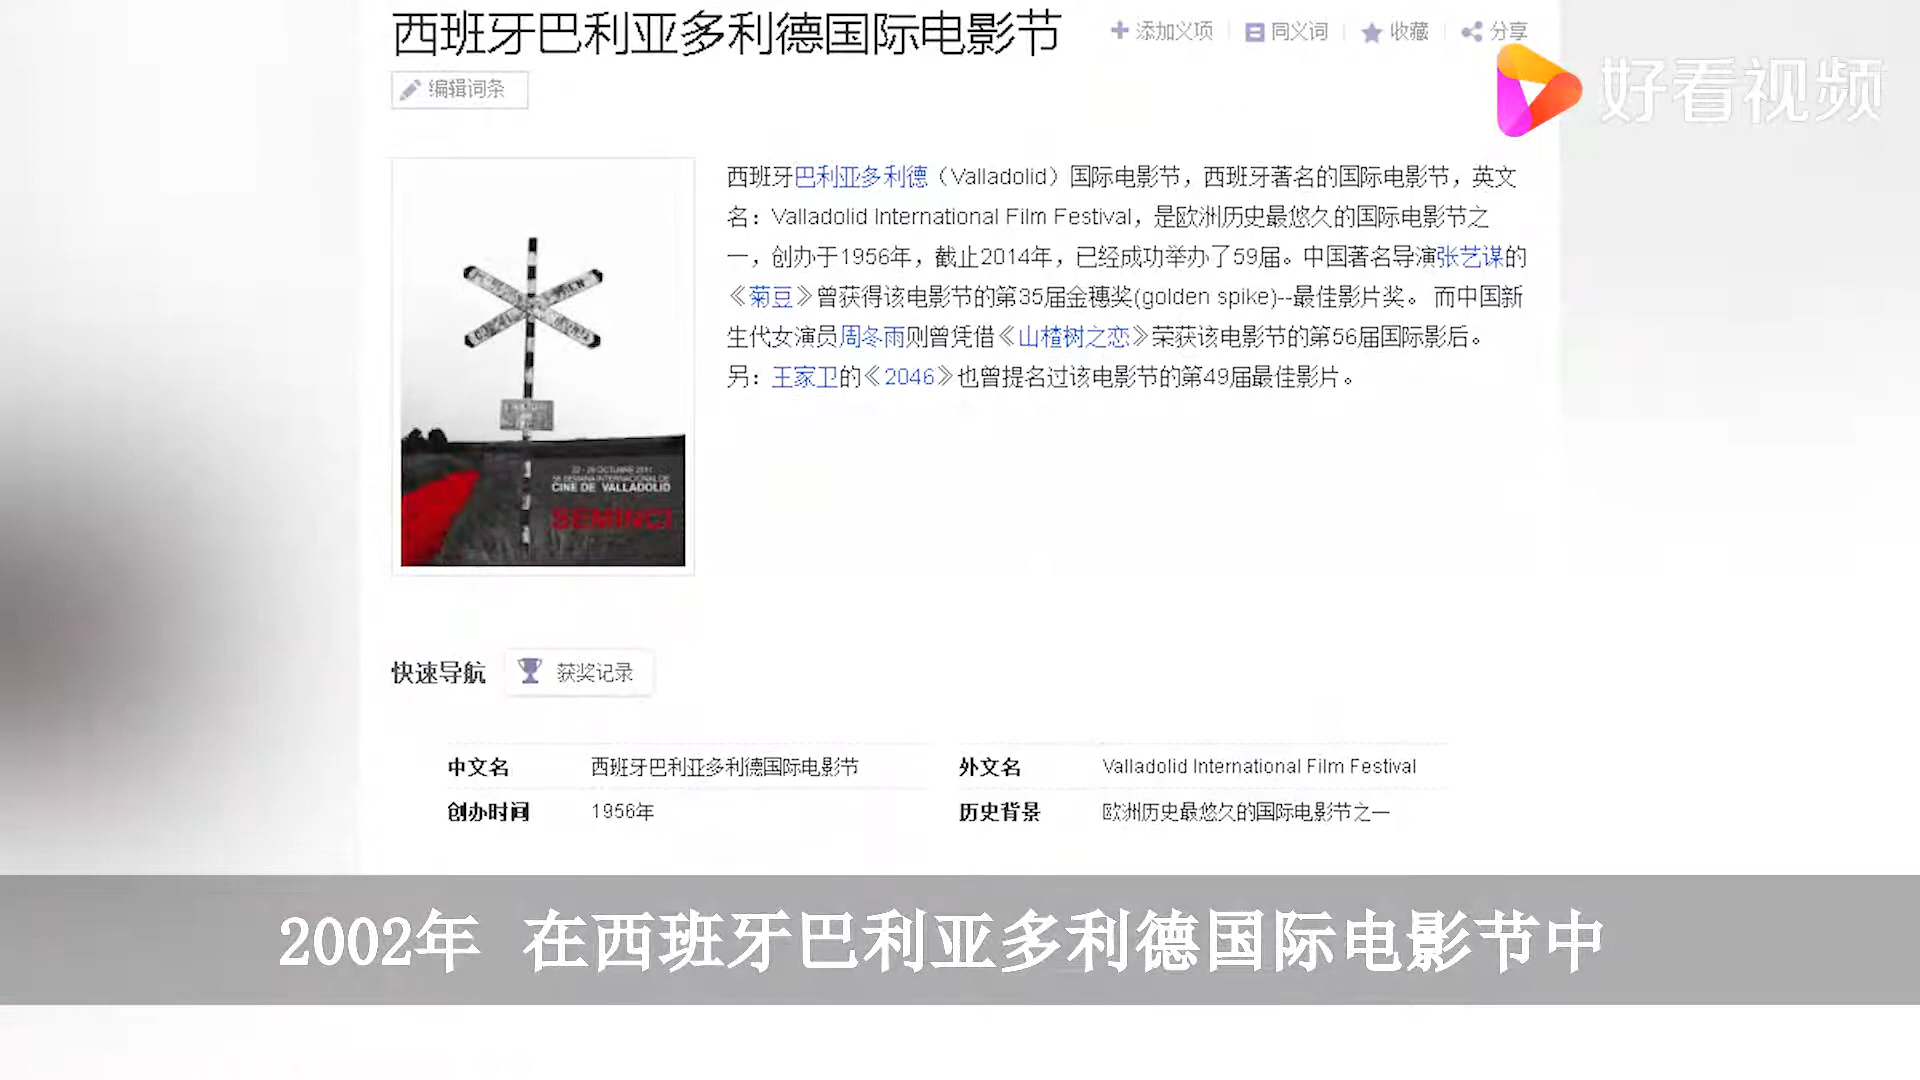 西班牙巴利亚多利德国际电影节
添加义项
同义词
收藏
分享
好看视频
编辑词条
西班牙巴利亚多利德（Valladolid）国际电影节，西班牙著名的国际电影节，英文
名：Valladolid International Film Festival，是欧洲历史最悠久的国际电影节之
一，创办于1956年，截止2014年，已经成功举办了59届。中国著名导演张艺谋的
《菊豆》曾获得该电影节的第35届金穗奖(golden spike)--最佳影片奖。 而中国新
生代女演员周冬雨则曾凭借《山楂树之恋》荣获该电影节的第56届国际影后。
另：王家卫的《2046》也曾提名过该电影节的第49届最佳影片。
22 - 29 OCTUBRE 2011
56 SEMANA INTERNACIONAL DE
CINE DE VALLADOLID
SEMINCI
快速导航
获奖记录
中文名 西班牙巴利亚多利德国际电影节
外文名 Valladolid International Film Festival
创办时间 1956年
历史背景 欧洲历史最悠久的国际电影节之一
2002年 在西班牙巴利亚多利德国际电影节中